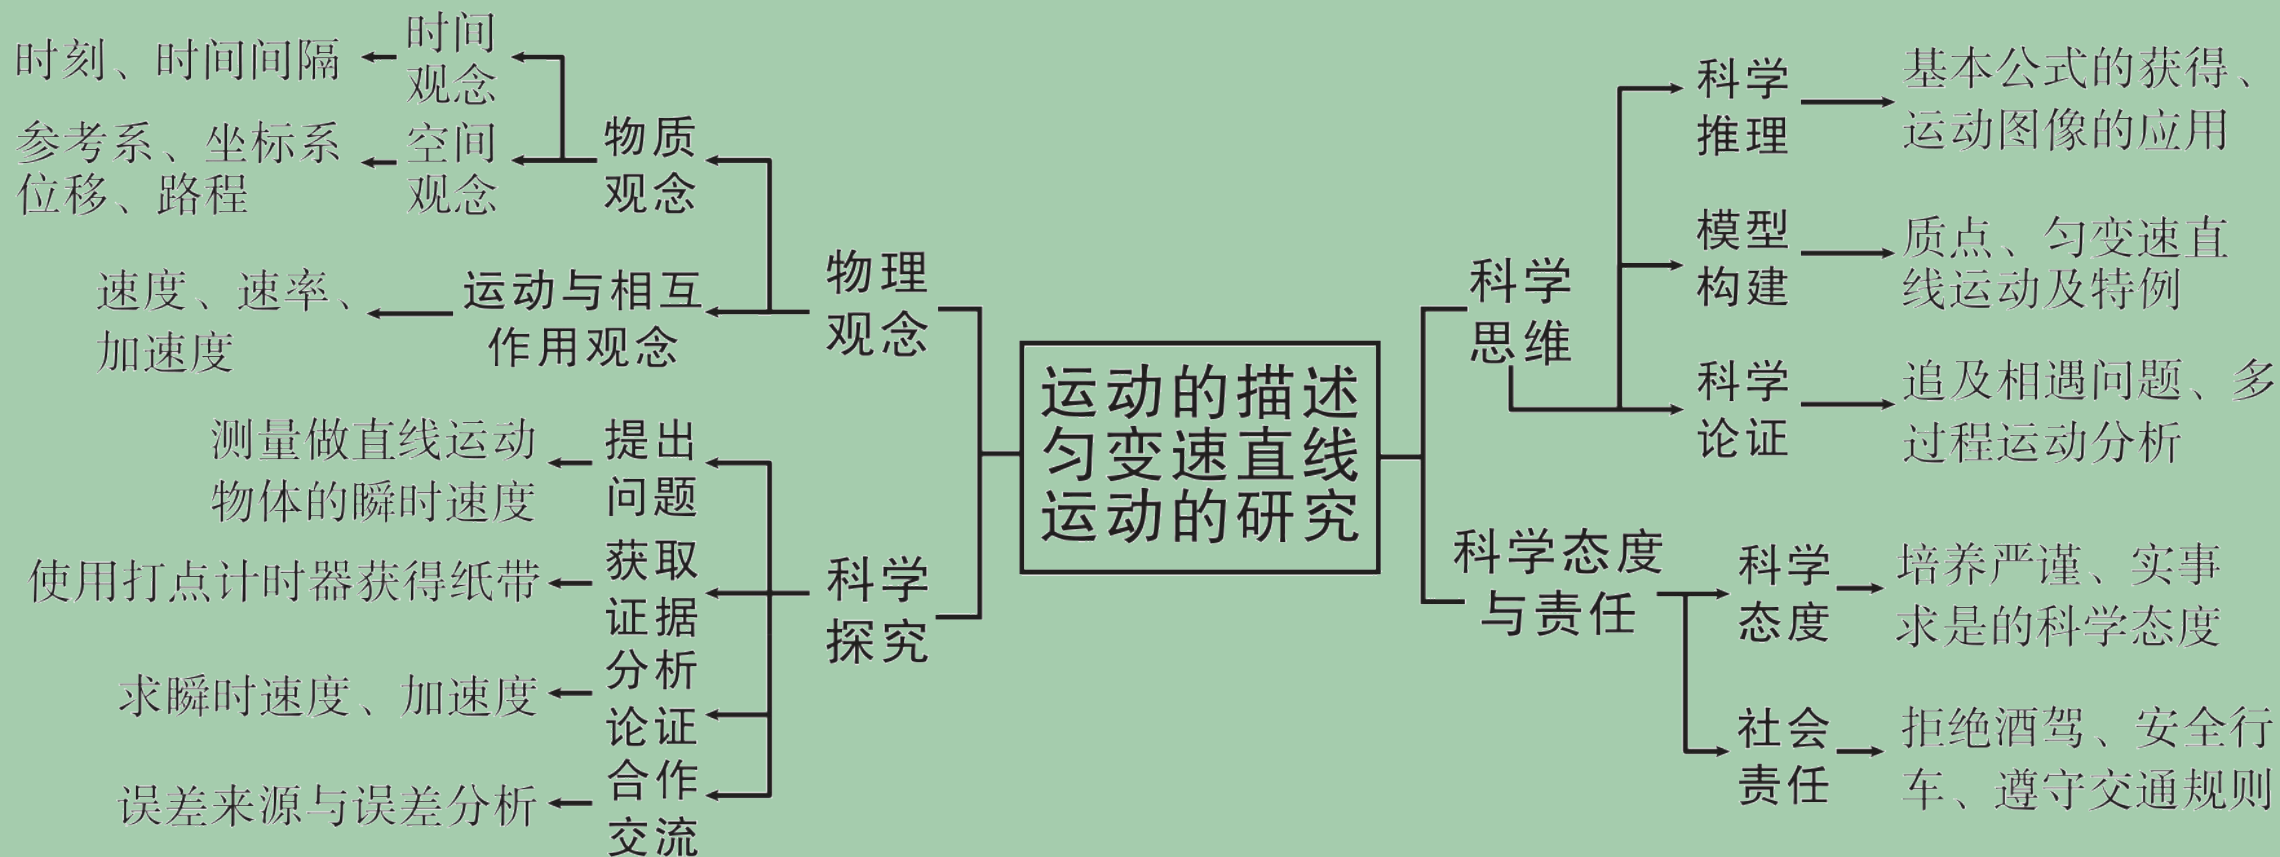 运动的描述
匀变速直线
运动的研究
物理
观念
物质
观念
时间
观念
时刻、时间间隔
空间
观念
参考系、坐标系
位移、路程
运动与相互
作用观念
速度、速率、
加速度
科学
探究
提出
问题
测量做直线运动
物体的瞬时速度
获取
证据
使用打点计时器获得纸带
分析
论证
求瞬时速度、加速度
合作
交流
误差来源与误差分析
科学
思维
科学
推理
基本公式的获得、
运动图像的应用
模型
构建
质点、匀变速直
线运动及特例
科学
论证
追及相遇问题、多
过程运动分析
科学态度
与责任
科学
态度
培养严谨、实事
求是的科学态度
社会
责任
拒绝酒驾、安全行
车、遵守交通规则